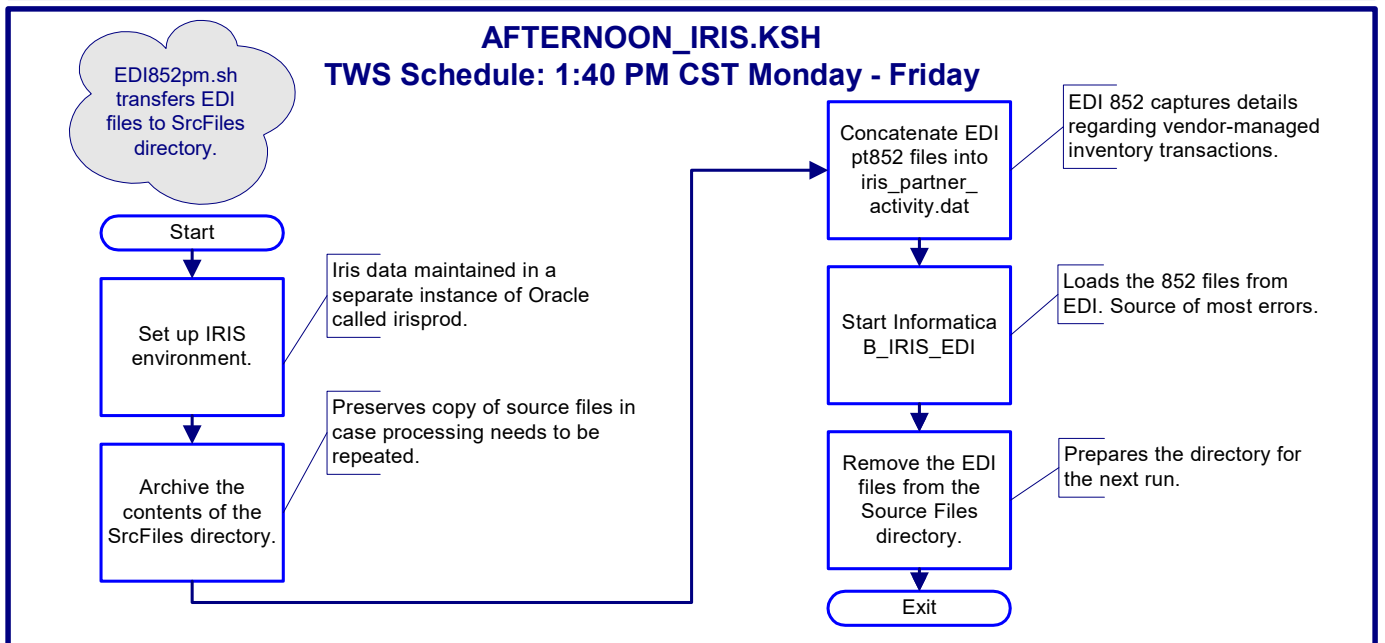 AFTERNOON_IRIS.KSH
TWS Schedule: 1:40 PM CST Monday - Friday
EDI852pm.sh
transfers EDI
files to SrcFiles
directory.
Start
Set up IRIS
environment.
Iris data maintained in a
separate instance of Oracle
called irisprod.
Archive the
contents of the
SrcFiles directory.
Preserves copy of source files in
case processing needs to be
repeated.
Concatenate EDI
pt852 files into
iris_partner_
activity.dat
EDI 852 captures details
regarding vendor-managed
inventory transactions.
Start Informatica
B_IRIS_EDI
Loads the 852 files from
EDI. Source of most errors.
Remove the EDI
files from the
Source Files
directory.
Prepares the directory for
the next run.
Exit